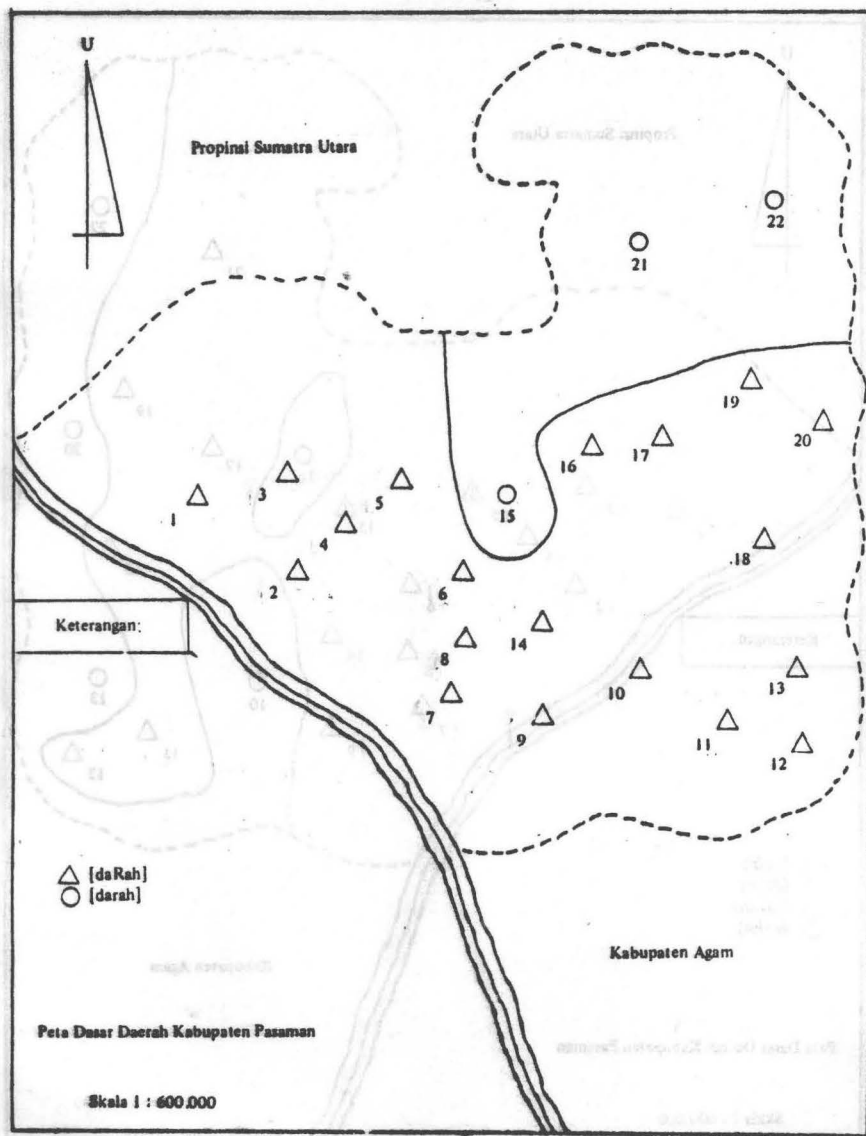 U
Propinsi Sumatra Utara
22
21
19
20
16
17
3
5
1
15
4
18
2
6
Keterangan:
14
8
10
13
7
9
11
12
△ [daRah]
○ [darah]
Kabupaten Agam
Peta Dasar Daerah Kabupaten Pasaman
Skala 1 : 600.000